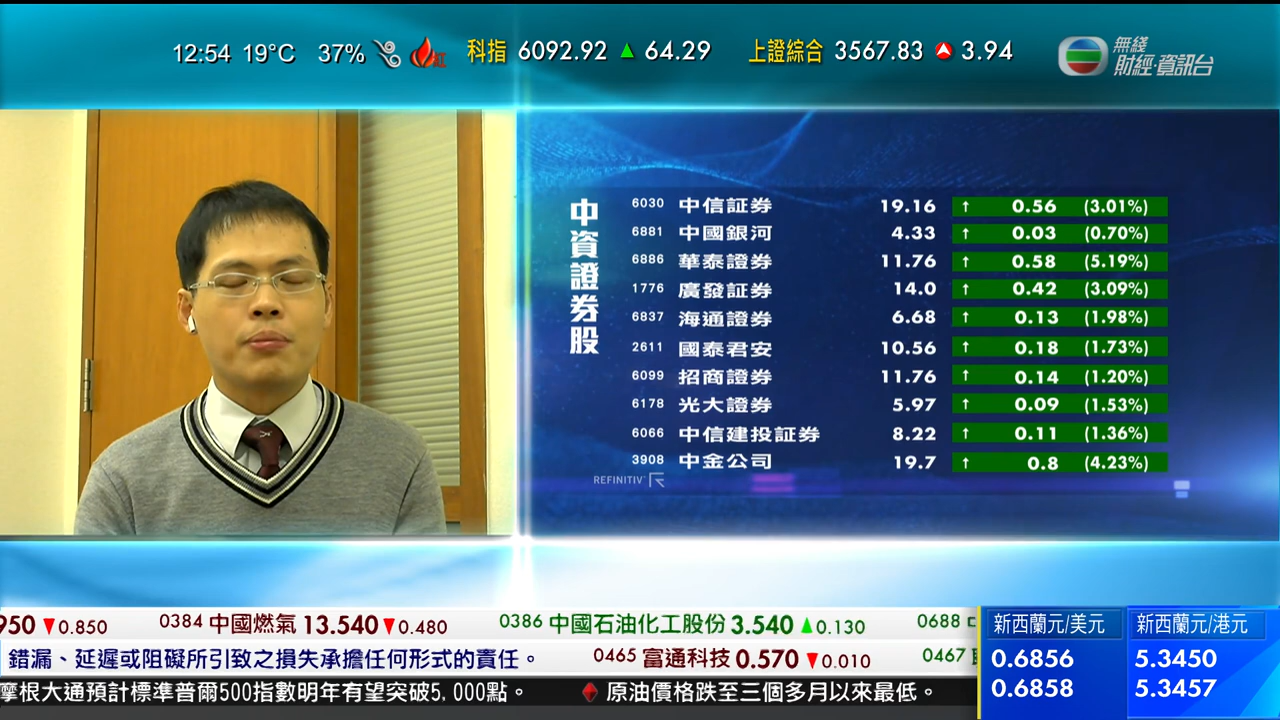 12:54 19°C 37% 紅 科指 6092.92 ▲ 64.29 上證綜合 3567.83 3.94
無綫
財經·資訊台
中資證券股
6030 中信証券 19.16 ↑ 0.56 (3.01%)
6881 中國銀河 4.33 ↑ 0.03 (0.70%)
6886 華泰證券 11.76 ↑ 0.58 (5.19%)
1776 廣發証券 14.0 ↑ 0.42 (3.09%)
6837 海通證券 6.68 ↑ 0.13 (1.98%)
2611 國泰君安 10.56 ↑ 0.18 (1.73%)
6099 招商證券 11.76 ↑ 0.14 (1.20%)
6178 光大證券 5.97 ↑ 0.09 (1.53%)
6066 中信建投証券 8.22 ↑ 0.11 (1.36%)
3908 中金公司 19.7 ↑ 0.8 (4.23%)
REFINITIV
950 ▼0.850 0384 中國燃氣 13.540 ▼0.480 0386 中國石油化工股份 3.540 ▲0.130 0688
錯漏、延遲或阻礙所引致之損失承擔任何形式的責任。 0465 富通科技 0.570 ▼0.010 0467
摩根大通預計標準普爾500指數明年有望突破5,000點。 原油價格跌至三個多月以來最低。
新西蘭元/美元
0.6856
0.6858
新西蘭元/港元
5.3450
5.3457